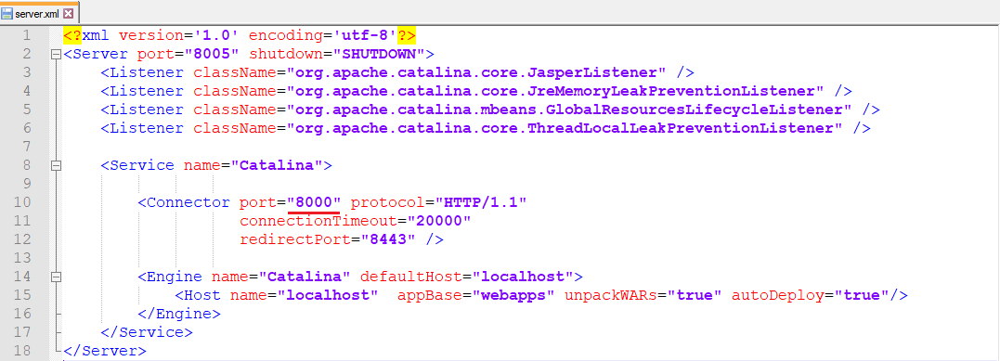 server.xml
1 <?xml version='1.0' encoding='utf-8'?>
2 <Server port="8005" shutdown="SHUTDOWN">
3 <Listener className="org.apache.catalina.core.JasperListener" />
4 <Listener className="org.apache.catalina.core.JreMemoryLeakPreventionListener" />
5 <Listener className="org.apache.catalina.mbeans.GlobalResourcesLifecycleListener" />
6 <Listener className="org.apache.catalina.core.ThreadLocalLeakPreventionListener" />
7
8 <Service name="Catalina">
9
10 <Connector port="8000" protocol="HTTP/1.1"
11 connectionTimeout="20000"
12 redirectPort="8443" />
13
14 <Engine name="Catalina" defaultHost="localhost">
15 <Host name="localhost"  appBase="webapps" unpackWARs="true" autoDeploy="true"/>
16 </Engine>
17 </Service>
18 </Server>